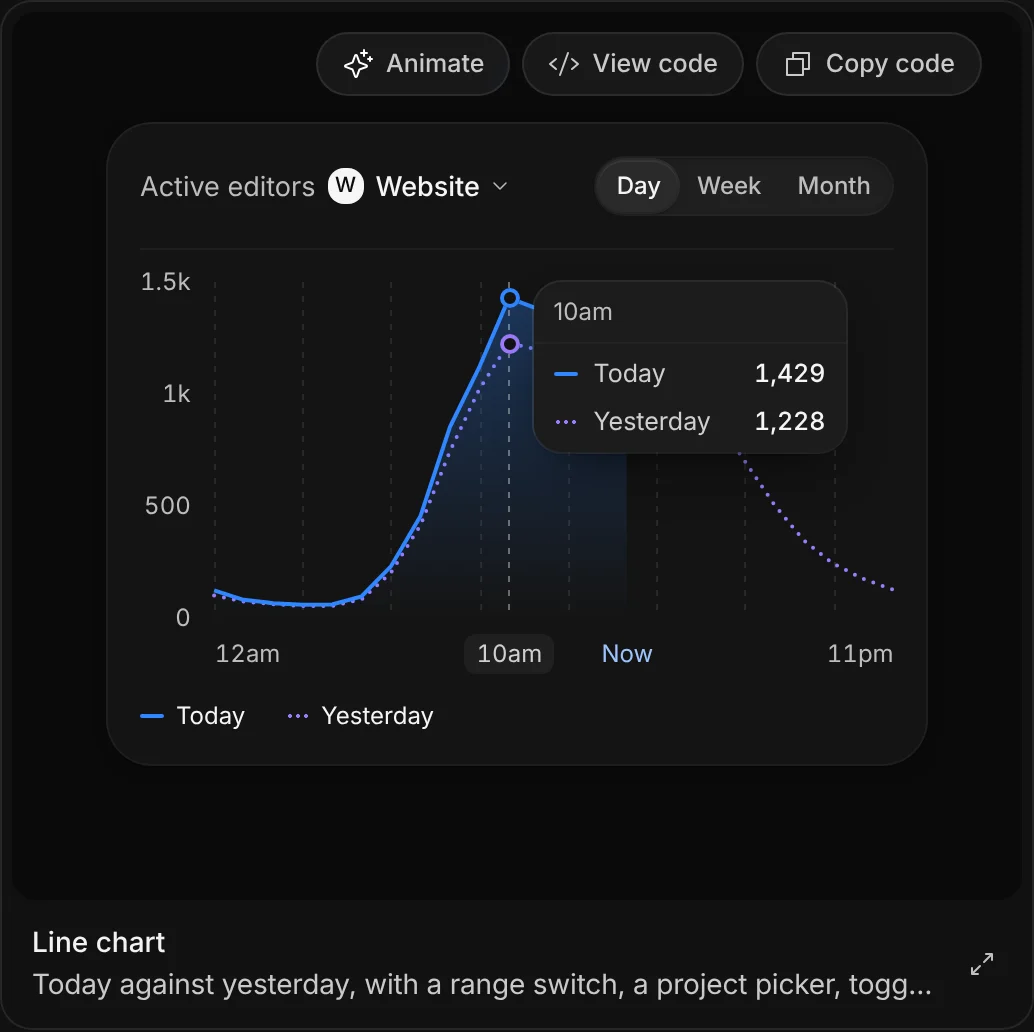 Animate View code Copy code
Active editors W Website Day Week Month
1.5k
10am
Today 1,429
1k
Yesterday 1,228
500
0
12am 10am Now 11pm
Today Yesterday
Line chart
Today against yesterday, with a range switch, a project picker, togg...